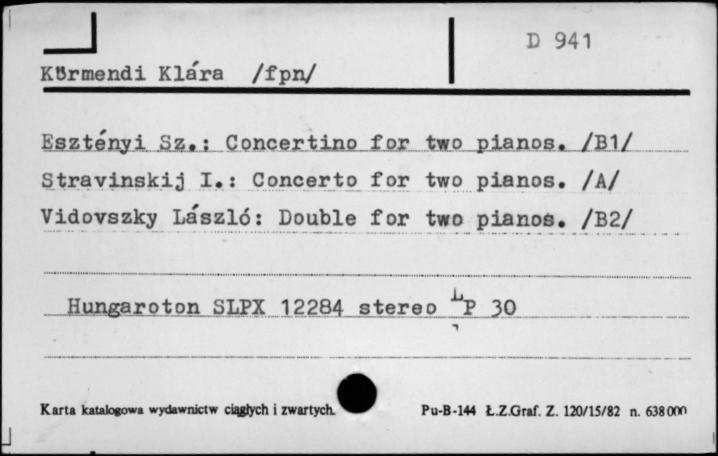 D 941
Körmendi Klára /fpn/
Esztényi Sz.: Concertino for two pianos. /B1/
Stravinskij I.: Concerto for two pianos. /A/
Vidovszky László: Double for two pianos. /B2/
Hungaroton SLPX 12284 stereo LP 30
Karta katalogowa wydawnictw ciągłych i zwartych. Pu-B-144 Ł.Z.Graf. Z. 120/15/82 n. 638000